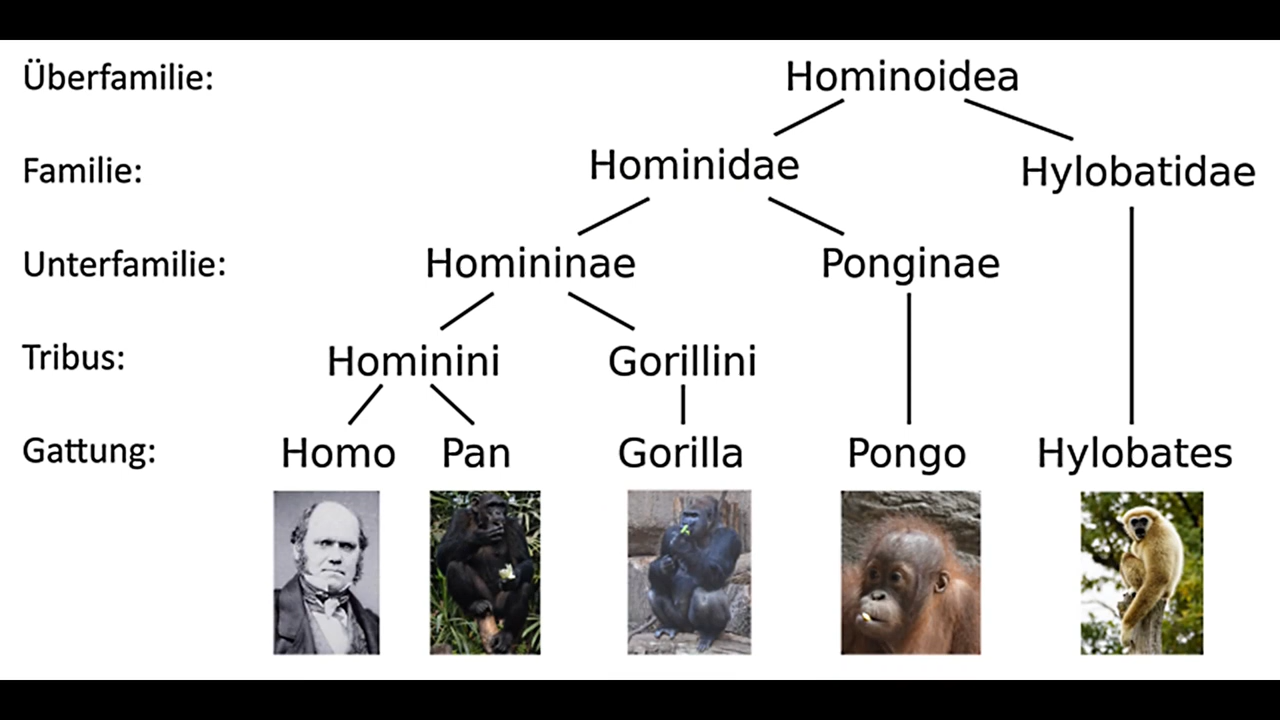 Überfamilie: Hominoidea
Familie: Hominidae Hylobatidae
Unterfamilie: Homininae Ponginae
Tribus: Hominini Gorillini
Gattung: Homo Pan Gorilla Pongo Hylobates